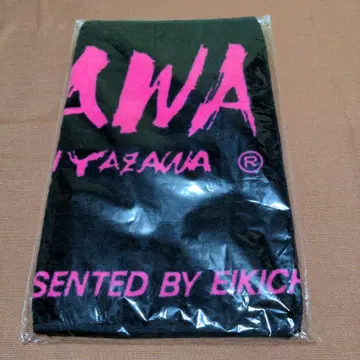 AWA
I YAZAWA ®
SENTED BY EIKICH